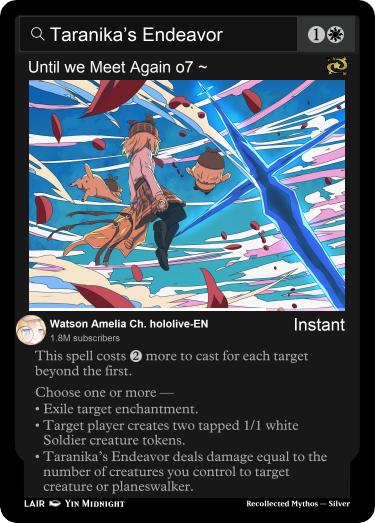 Taranika's Endeavor 1
Until we Meet Again o7 ~
Watson Amelia Ch. hololive-EN
1.8M subscribers
Instant
This spell costs 2 more to cast for each target
beyond the first.
Choose one or more —
• Exile target enchantment.
• Target player creates two tapped 1/1 white
Soldier creature tokens.
• Taranika's Endeavor deals damage equal to the
number of creatures you control to target
creature or planeswalker.
LAIR Yin Midnight
Recollected Mythos — Silver